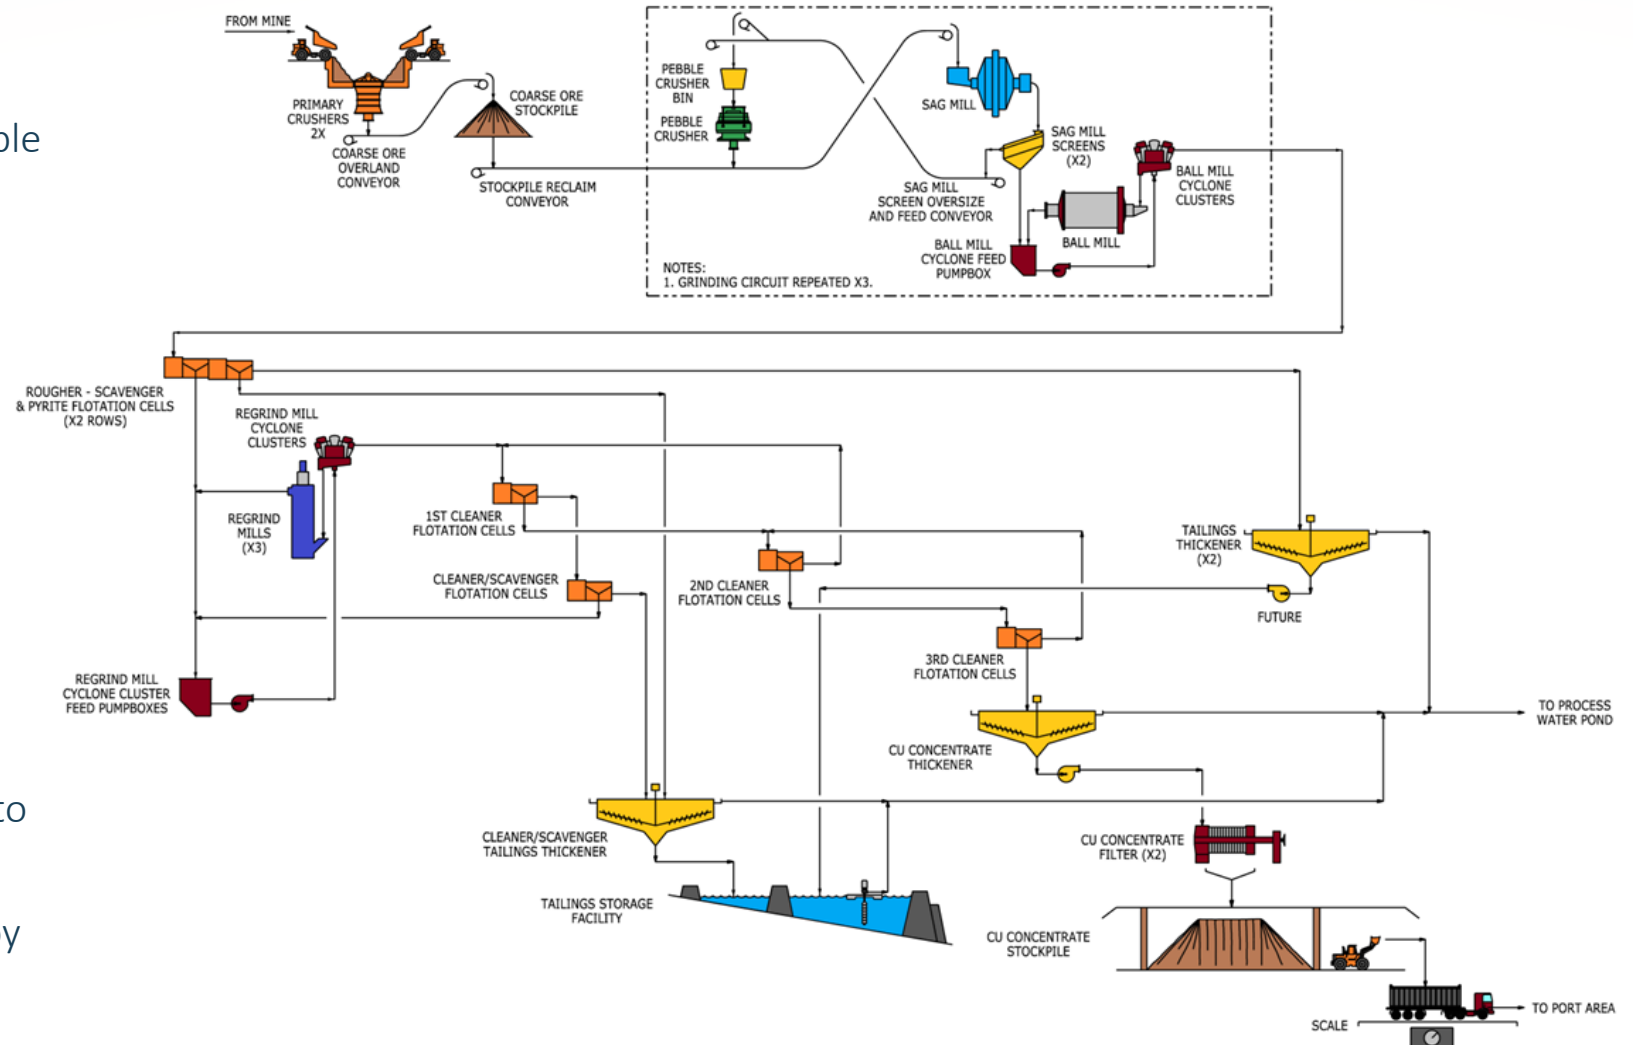 FROM MINE
PRIMARY
CRUSHERS
2X
COARSE ORE
OVERLAND
CONVEYOR
COARSE ORE
STOCKPILE
STOCKPILE RECLAIM
CONVEYOR
PEBBLE
CRUSHER
BIN
PEBBLE
CRUSHER
SAG MILL
SAG MILL
SCREENS
(X2)
SAG MILL
SCREEN OVERSIZE
AND FEED CONVEYOR
BALL MILL
CYCLONE
CLUSTERS
BALL MILL
BALL MILL
CYCLONE FEED
PUMPBOX
NOTES:
1. GRINDING CIRCUIT REPEATED X3.
ROUGHER - SCAVENGER
& PYRITE FLOTATION CELLS
(X2 ROWS)
REGRIND MILL
CYCLONE
CLUSTERS
REGRIND
MILLS
(X3)
1ST CLEANER
FLOTATION CELLS
CLEANER/SCAVENGER
FLOTATION CELLS
2ND CLEANER
FLOTATION CELLS
3RD CLEANER
FLOTATION CELLS
TAILINGS
THICKENER
(X2)
FUTURE
REGRIND MILL
CYCLONE CLUSTER
FEED PUMPBOXES
TO PROCESS
WATER POND
CU CONCENTRATE
THICKENER
CLEANER/SCAVENGER
TAILINGS THICKENER
CU CONCENTRATE
FILTER (X2)
TAILINGS STORAGE
FACILITY
CU CONCENTRATE
STOCKPILE
TO PORT AREA
SCALE